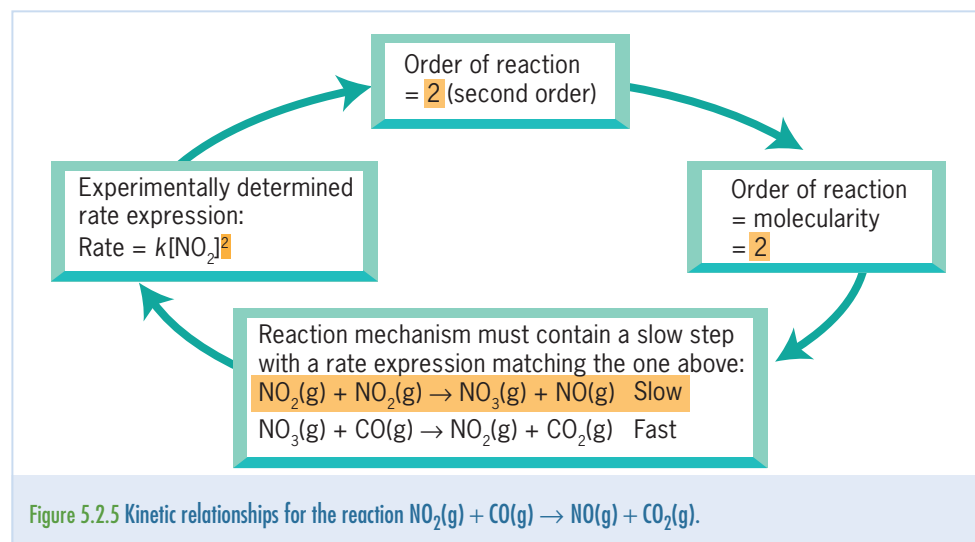 Order of reaction
= 2 (second order)
Experimentally determined
rate expression:
Rate = k[NO₂]²
Order of reaction
= molecularity
= 2
Reaction mechanism must contain a slow step
with a rate expression matching the one above:
NO₂(g) + NO₂(g) → NO₃(g) + NO(g) Slow
NO₃(g) + CO(g) → NO₂(g) + CO₂(g) Fast
Figure 5.2.5 Kinetic relationships for the reaction NO₂(g) + CO(g) → NO(g) + CO₂(g).